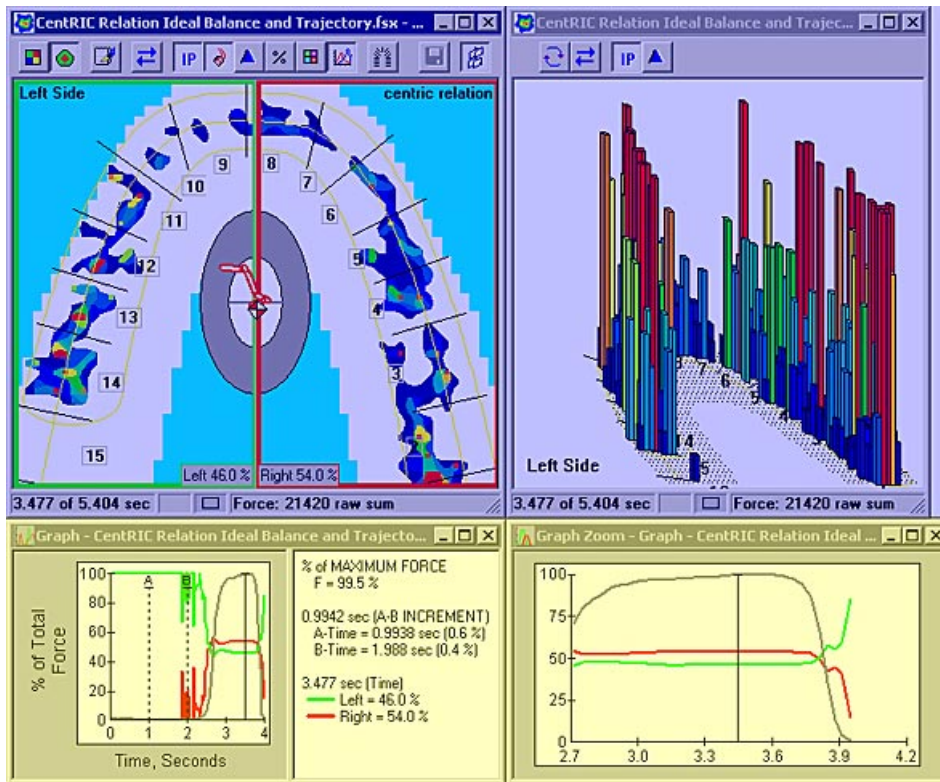 CentRIC Relation Ideal Balance and Trajectory.fsx - ...
IP %
Left Side
centric relation
9
8
10
7
11
6
12
5
13
4
14
3
15
Left 46.0 %
Right 54.0 %
3.477 of 5.404 sec
Force: 21420 raw sum
CentRIC Relation Ideal Balance and Trajec...
IP
7
6
5
4
Left Side
3.477 of 5.404 sec
Force: 21420 raw sum
Graph - CentRIC Relation Ideal Balance and Trajecto...
% of Total
Force
100
80
60
40
20
0
A
B
0
1
2
3
4
Time, Seconds
% of MAXIMUM FORCE
F = 99.5 %
0.9942 sec (A-B INCREMENT)
A-Time = 0.9938 sec (0.6 %)
B-Time = 1.988 sec (0.4 %)
3.477 sec (Time)
Left = 46.0 %
Right = 54.0 %
Graph Zoom - Graph - CentRIC Relation Ideal ...
100
75
50
25
0
2.7
3.0
3.3
3.6
3.9
4.2